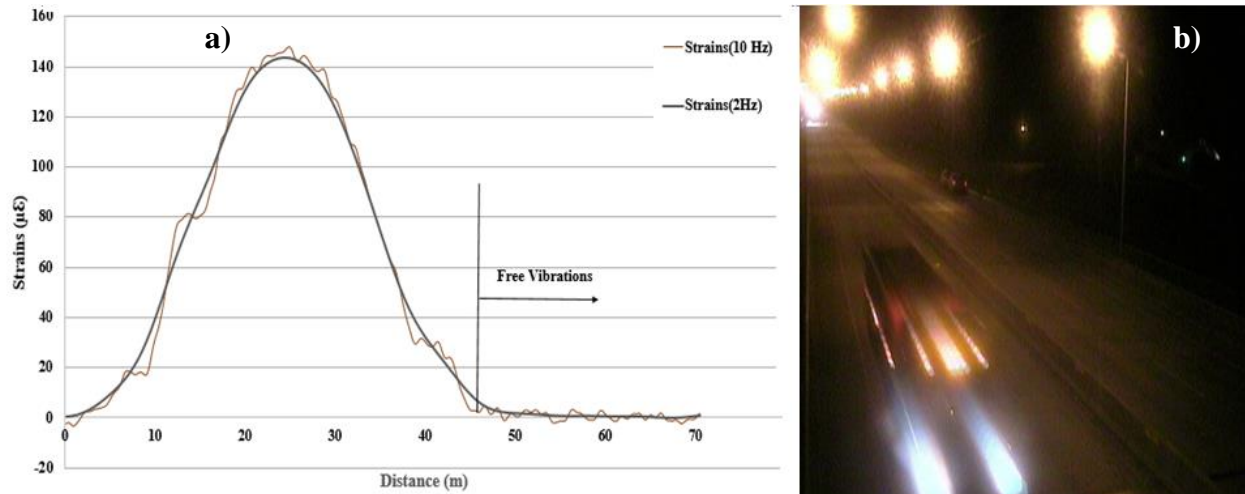 a)
160
140
120
100
80
60
40
20
0
-20
Strains (µԐ)
Strains(10 Hz)
Strains(2Hz)
Free Vibrations
0 10 20 30 40 50 60 70
Distance (m)
b)